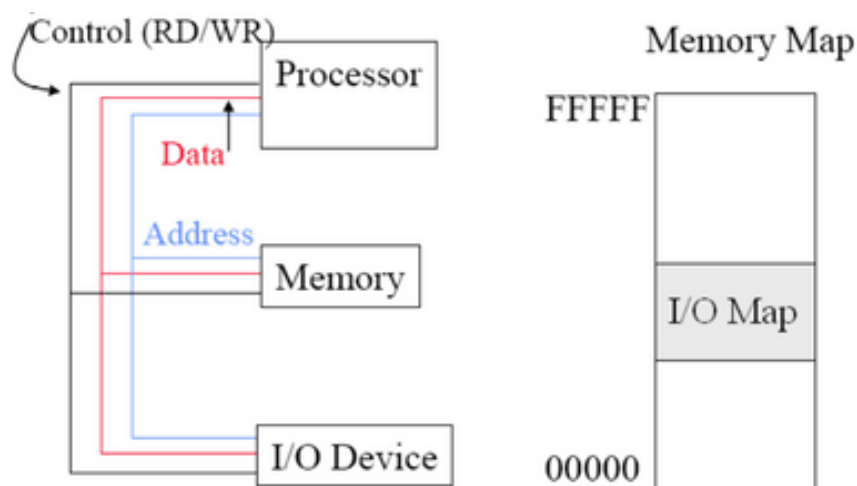 Control (RD/WR)
Processor
Data
Address
Memory
I/O Device
Memory Map
FFFFF
I/O Map
00000